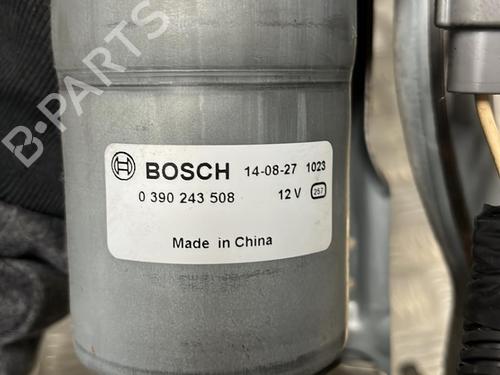 B-PARTS
BOSCH 14-08-27 1023
0 390 243 508 12 V 257
Made in China